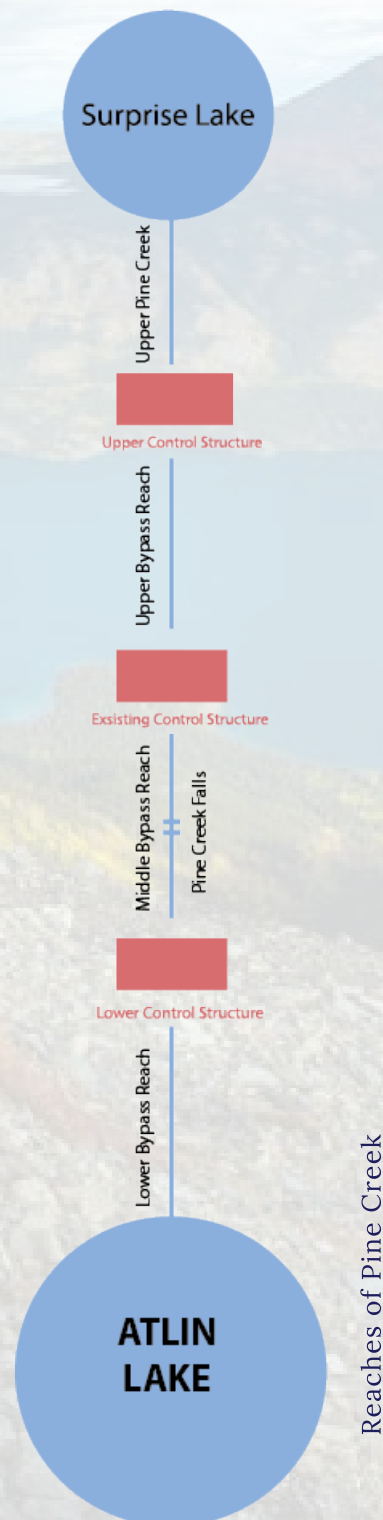 Surprise Lake
Upper Pine Creek
Upper Control Structure
Upper Bypass Reach
Exsisting Control Structure
Middle Bypass Reach
Pine Creek Falls
Lower Control Structure
Lower Bypass Reach
ATLIN
LAKE
Reaches of Pine Creek